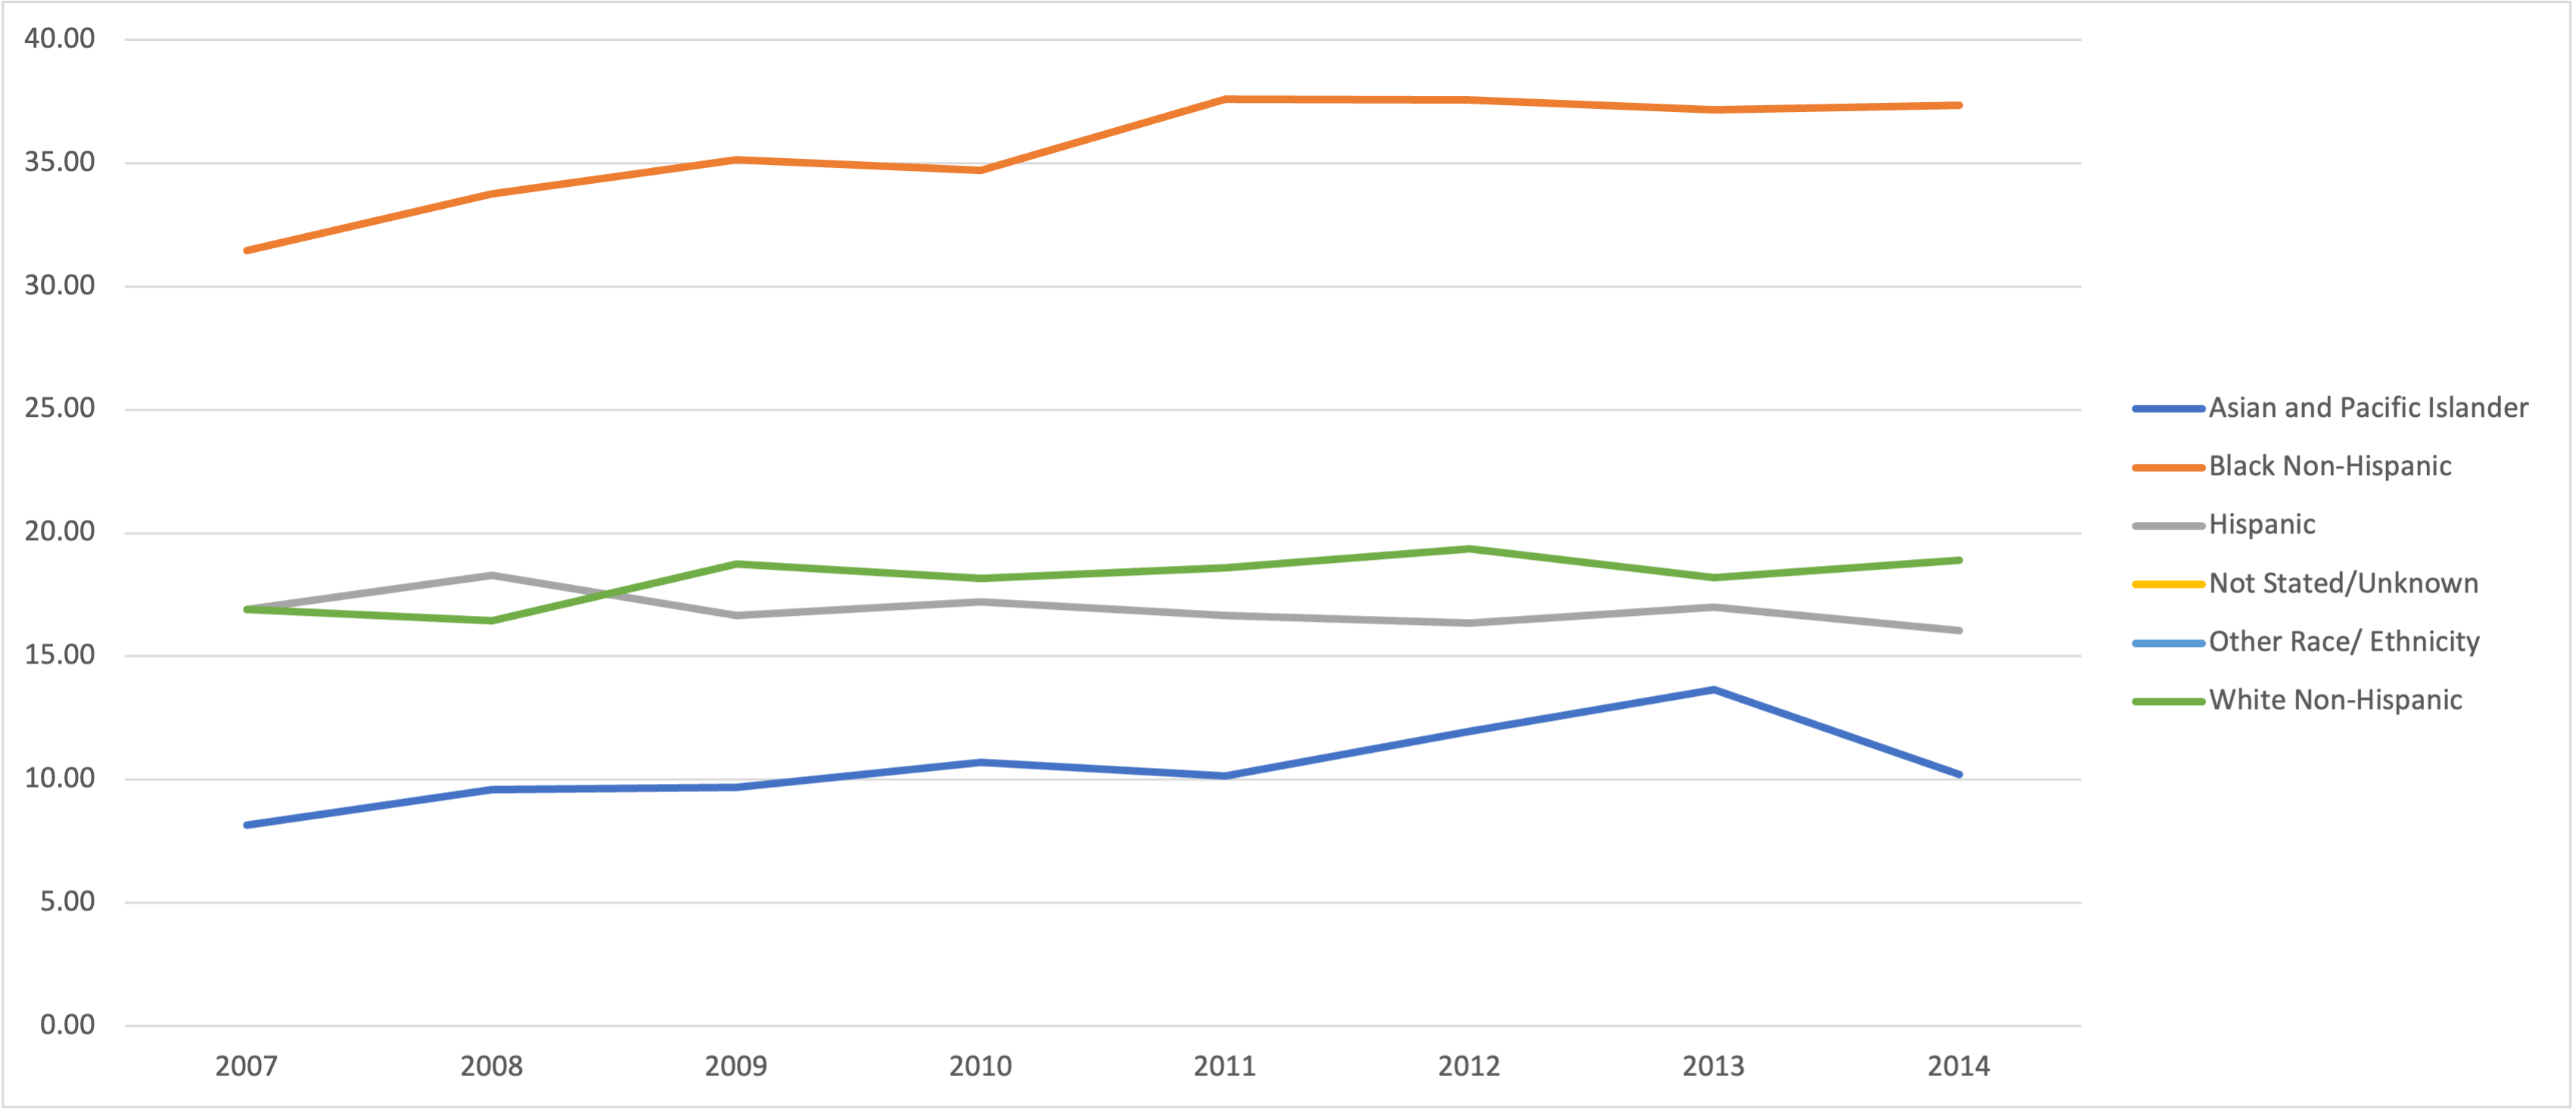 40.00
35.00
30.00
25.00
20.00
15.00
10.00
5.00
0.00
2007 2008 2009 2010 2011 2012 2013 2014
Asian and Pacific Islander
Black Non-Hispanic
Hispanic
Not Stated/Unknown
Other Race/ Ethnicity
White Non-Hispanic